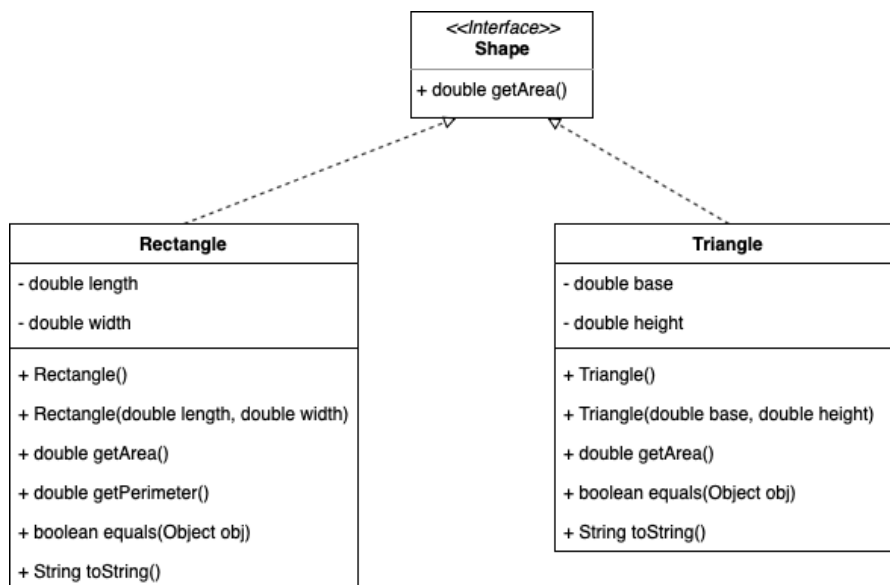 <<Interface>>
Shape
+ double getArea()
Rectangle
- double length
- double width
+ Rectangle()
+ Rectangle(double length, double width)
+ double getArea()
+ double getPerimeter()
+ boolean equals(Object obj)
+ String toString()
Triangle
- double base
- double height
+ Triangle()
+ Triangle(double base, double height)
+ double getArea()
+ boolean equals(Object obj)
+ String toString()